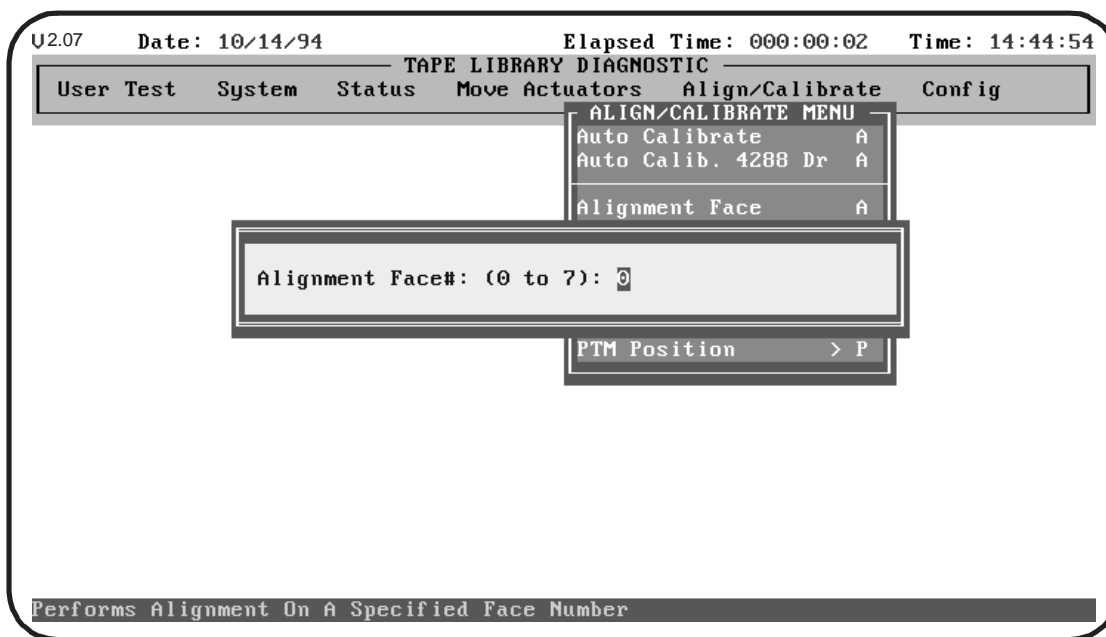 V2.07 Date: 10/14/94 Elapsed Time: 000:00:02 Time: 14:44:54
TAPE LIBRARY DIAGNOSTIC
User Test System Status Move Actuators Align/Calibrate Config
ALIGN/CALIBRATE MENU
Auto Calibrate A
Auto Calib. 4288 Dr A
Alignment Face A
Alignment Face#: (0 to 7): 0
PTM Position > P
Performs Alignment On A Specified Face Number